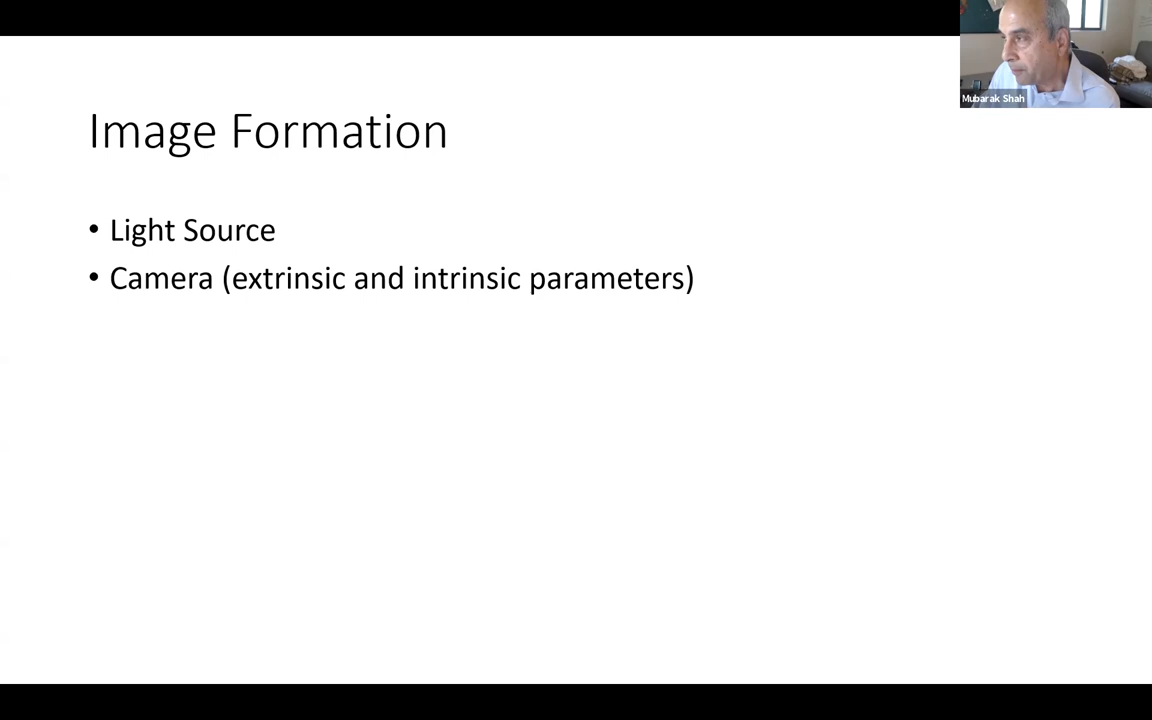 Mubarak Shah
Image Formation
• Light Source
• Camera (extrinsic and intrinsic parameters)